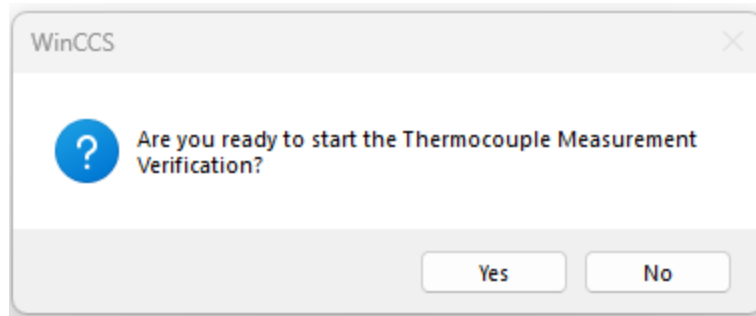 WinCCS
Are you ready to start the Thermocouple Measurement
Verification?
Yes
No